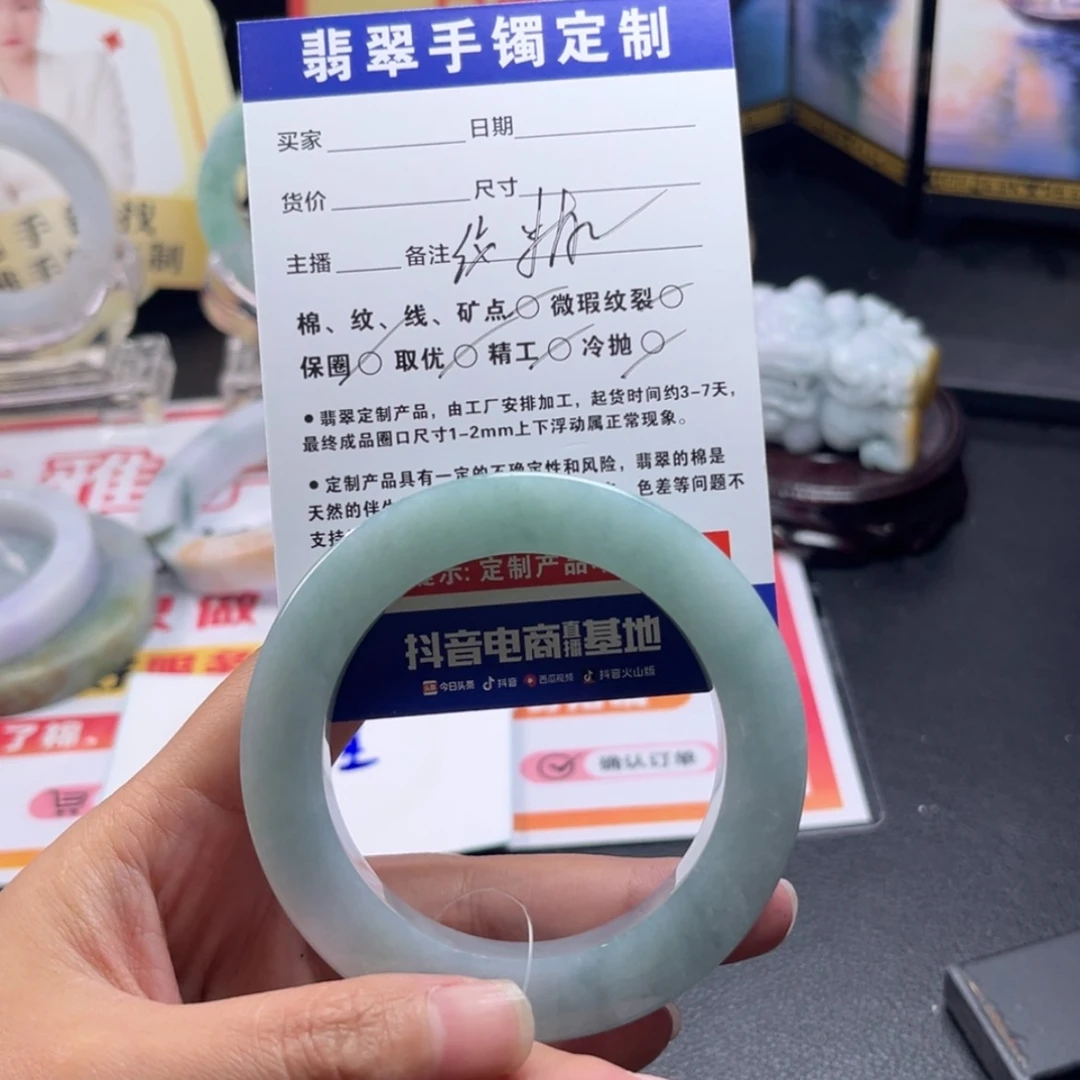 翡翠手镯定制
买家 日期
货价 尺寸
主播 备注
棉、纹、线、矿点 微瑕纹裂
保圈 取优 精工 冷抛
● 翡翠定制产品，由工厂安排加工，起货时间约3-7天，
最终成品圈口尺寸1-2mm上下浮动属正常现象。
● 定制产品具有一定的不确定性和风险，翡翠的棉是
天然的伴生 色差等问题不
支持
提示: 定制产品
抖音电商直播基地
今日头条 抖音 西瓜视频 抖音火山版
确认订单
做
了棉、
手
制